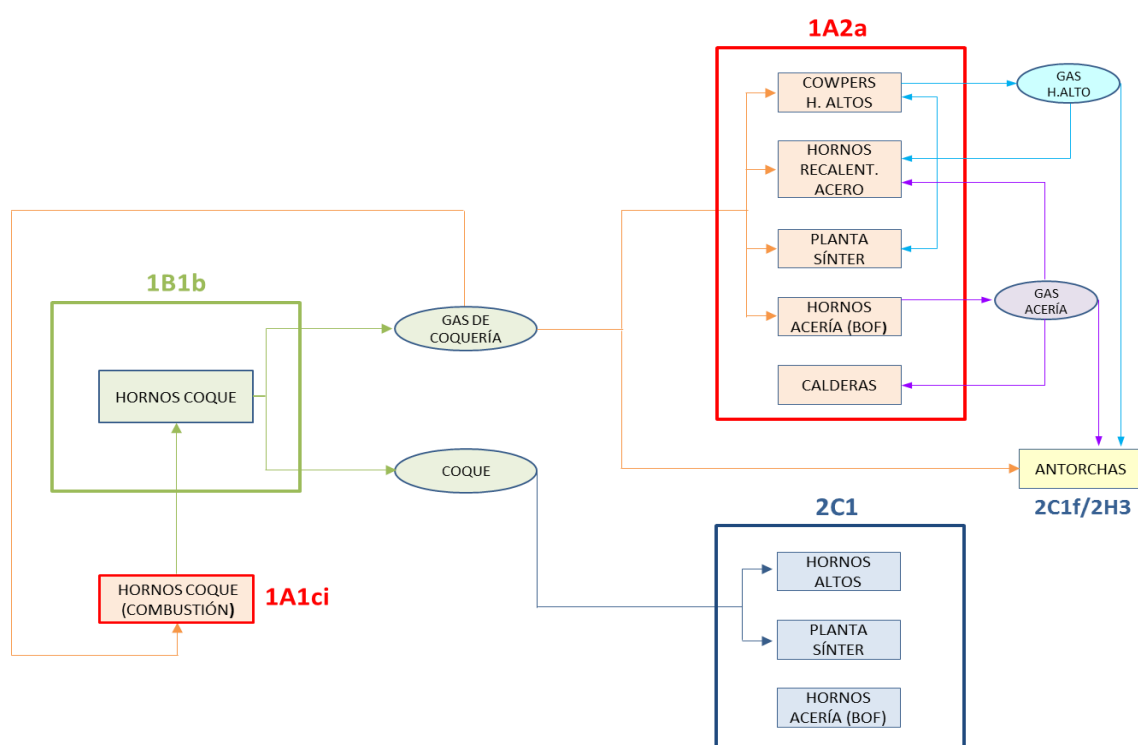 1A2a
COWPERS
H. ALTOS
GAS
H.ALTO
HORNOS
RECALENT.
ACERO
PLANTA
SÍNTER
1B1b
GAS DE
COQUERÍA
HORNOS
ACERÍA (BOF)
GAS
ACERÍA
HORNOS COQUE
CALDERAS
COQUE
ANTORCHAS
2C1f/2H3
2C1
HORNOS
ALTOS
HORNOS COQUE
(COMBUSTIÓN)
1A1ci
PLANTA
SÍNTER
HORNOS
ACERÍA (BOF)